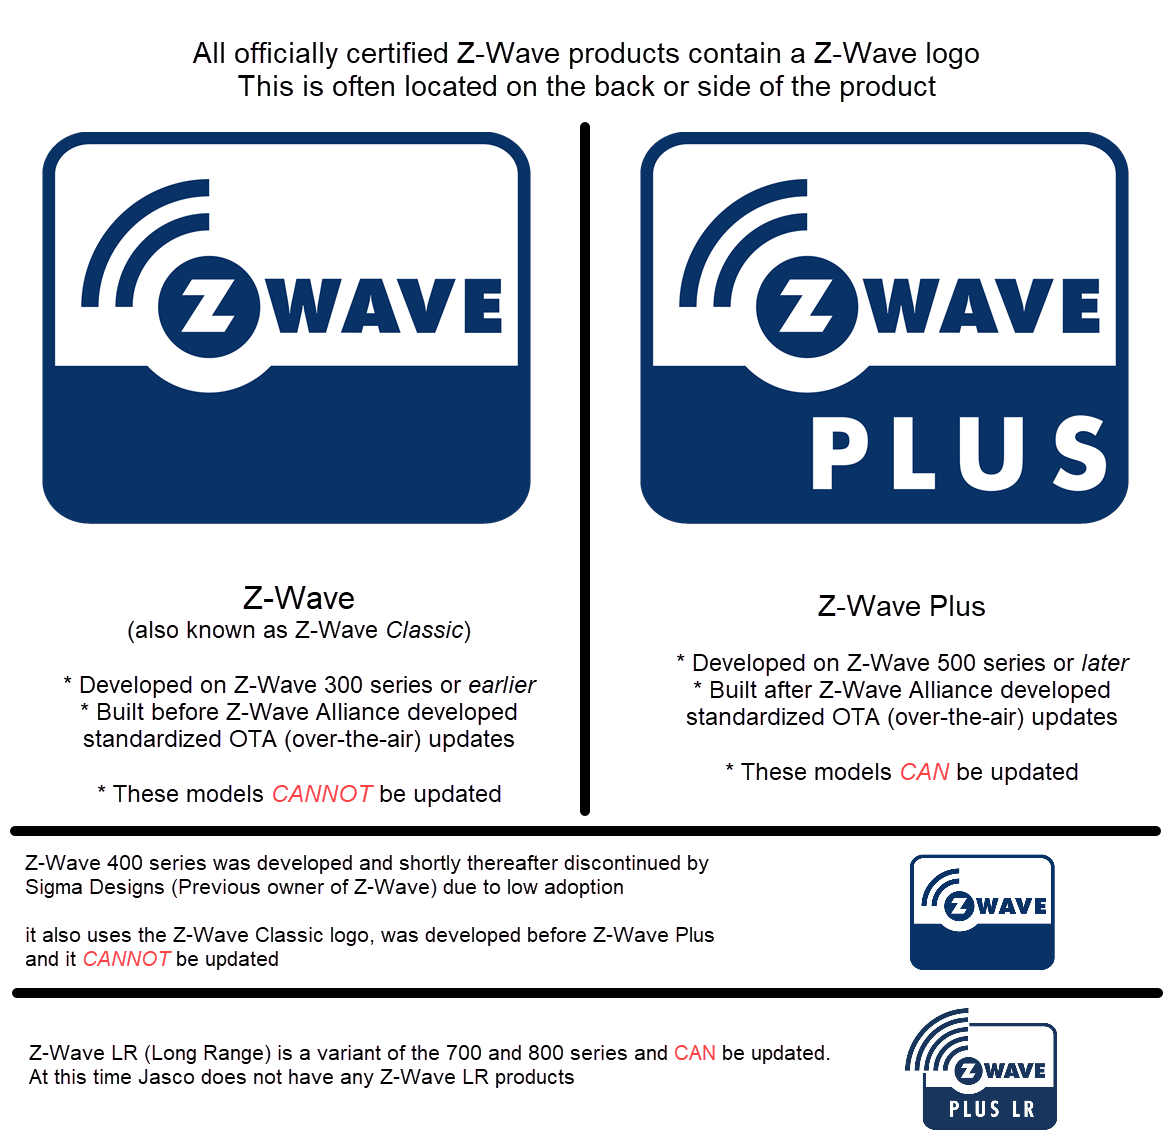 All officially certified Z-Wave products contain a Z-Wave logo
This is often located on the back or side of the product
Z WAVE
Z WAVE
PLUS
Z-Wave
(also known as Z-Wave Classic)
* Developed on Z-Wave 300 series or earlier
* Built before Z-Wave Alliance developed
standardized OTA (over-the-air) updates
* These models CANNOT be updated
Z-Wave Plus
* Developed on Z-Wave 500 series or later
* Built after Z-Wave Alliance developed
standardized OTA (over-the-air) updates
* These models CAN be updated
Z-Wave 400 series was developed and shortly thereafter discontinued by
Sigma Designs (Previous owner of Z-Wave) due to low adoption
it also uses the Z-Wave Classic logo, was developed before Z-Wave Plus
and it CANNOT be updated
Z WAVE
Z-Wave LR (Long Range) is a variant of the 700 and 800 series and CAN be updated.
At this time Jasco does not have any Z-Wave LR products
Z WAVE
PLUS LR